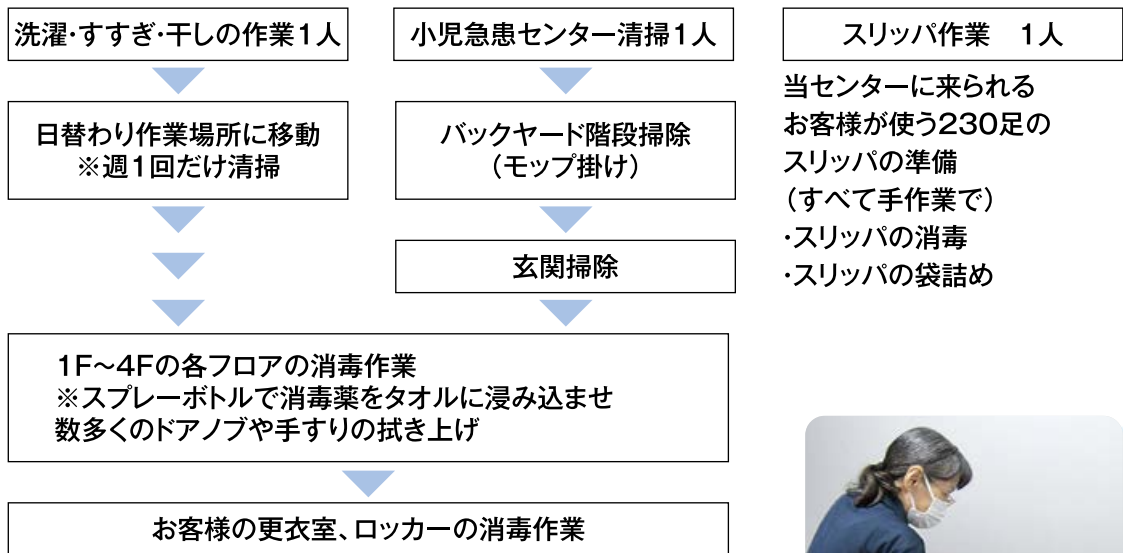 洗濯・すすぎ・干しの作業1人
日替わり作業場所に移動
※週1回だけ清掃
小児急患センター清掃1人
バックヤード階段掃除
(モップ掛け)
玄関掃除
1F~4Fの各フロアの消毒作業
※スプレーボトルで消毒薬をタオルに浸み込ませ
数多くのドアノブや手すりの拭き上げ
お客様の更衣室、ロッカーの消毒作業
スリッパ作業　1人
当センターに来られる
お客様が使う230足の
スリッパの準備
(すべて手作業で)
・スリッパの消毒
・スリッパの袋詰め